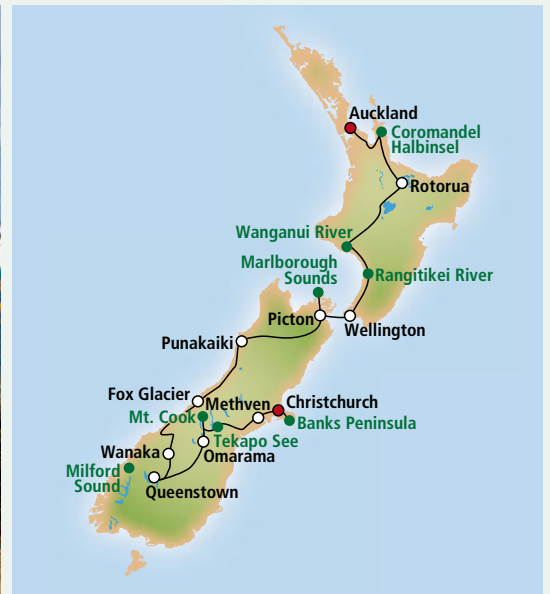 Auckland
Coromandel
Halbinsel
Rotorua
Wanganui River
Marlborough
Sounds
Rangitikei River
Picton
Wellington
Punakaiki
Fox Glacier
Methven
Christchurch
Mt. Cook
Banks Peninsula
Tekapo See
Wanaka
Omarama
Milford
Sound
Queenstown